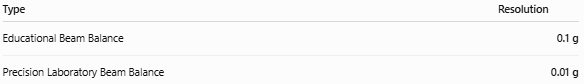 Type Resolution
Educational Beam Balance 0.1 g
Precision Laboratory Beam Balance 0.01 g